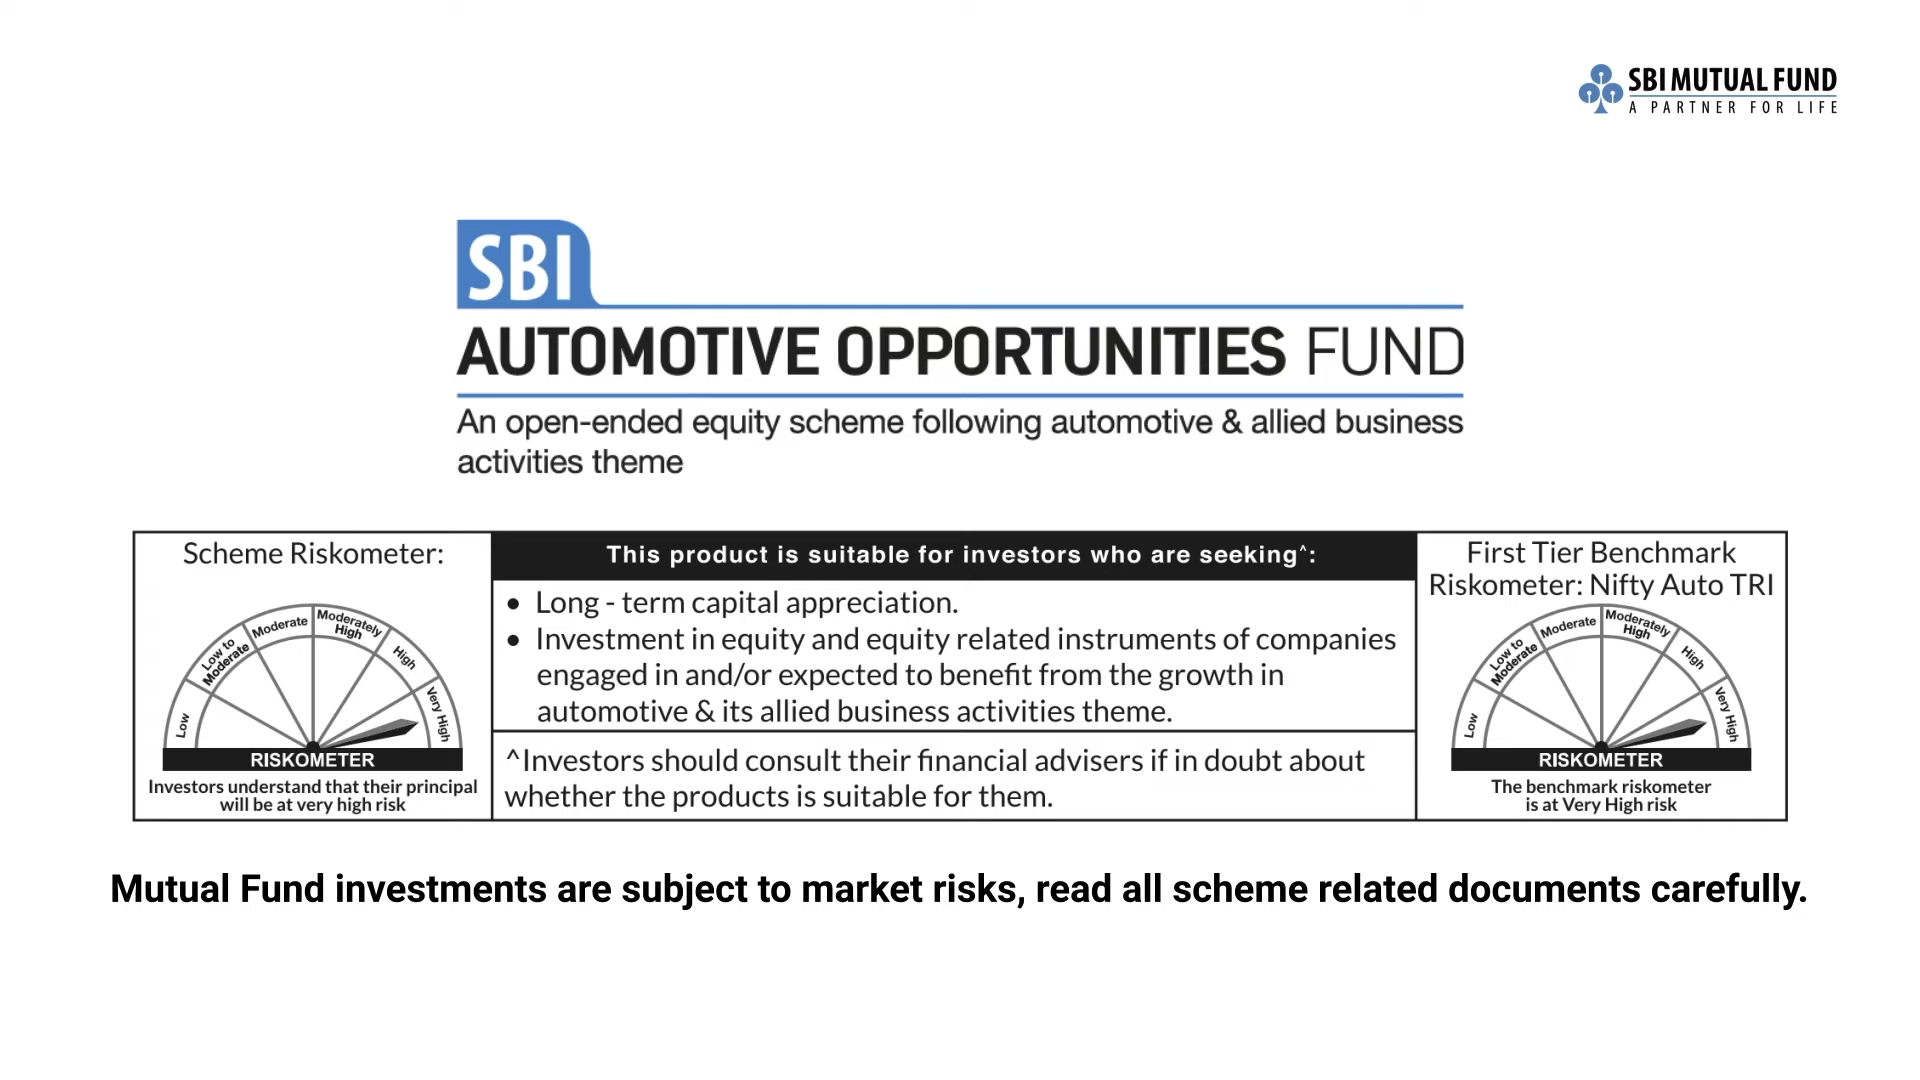 SBI MUTUAL FUND
A PARTNER FOR LIFE
SBI
AUTOMOTIVE OPPORTUNITIES FUND
An open-ended equity scheme following automotive & allied business
activities theme
Scheme Riskometer:
Low
Low to
Moderate
Moderate
Moderately
High
High
Very High
RISKOMETER
Investors understand that their principal
will be at very high risk
This product is suitable for investors who are seeking^:
• Long - term capital appreciation.
• Investment in equity and equity related instruments of companies
engaged in and/or expected to benefit from the growth in
automotive & its allied business activities theme.
^Investors should consult their financial advisers if in doubt about
whether the products is suitable for them.
First Tier Benchmark
Riskometer: Nifty Auto TRI
Low
Low to
Moderate
Moderate
Moderately
High
High
Very High
RISKOMETER
The benchmark riskometer
is at Very High risk
Mutual Fund investments are subject to market risks, read all scheme related documents carefully.